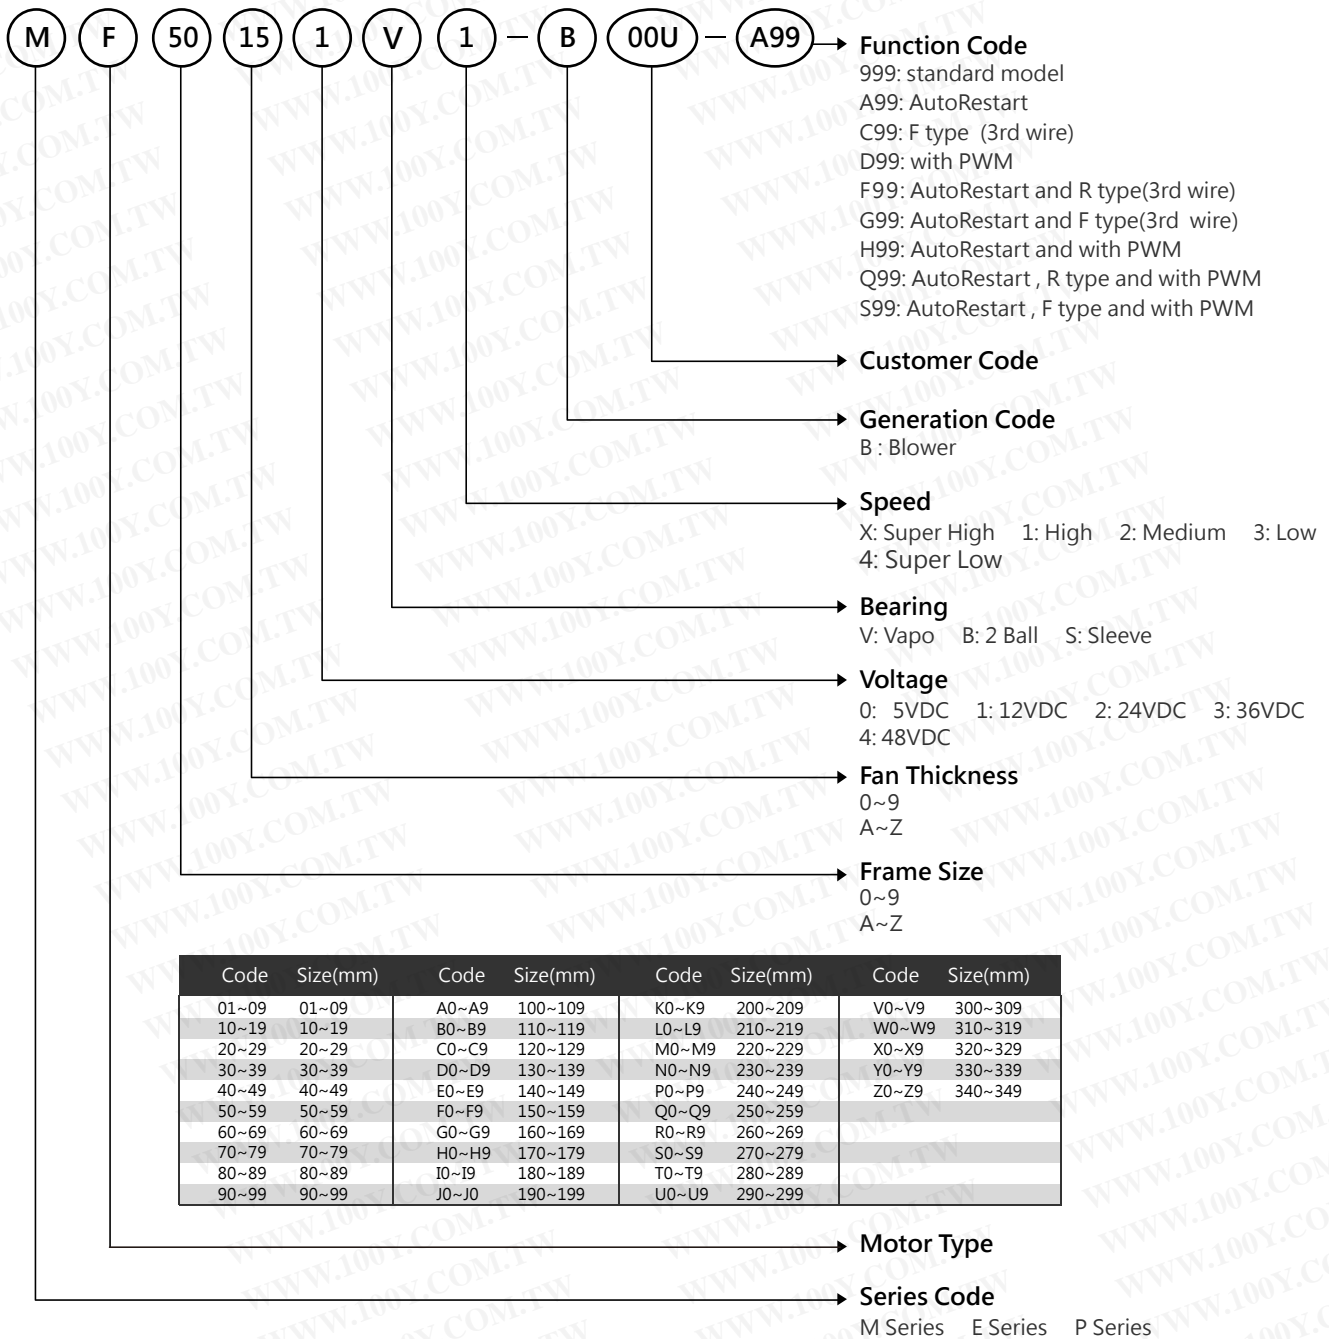 M F 50 15 1 V 1 - B 00U - A99
Function Code
999: standard model
A99: AutoRestart
C99: F type (3rd wire)
D99: with PWM
F99: AutoRestart and R type(3rd wire)
G99: AutoRestart and F type(3rd wire)
H99: AutoRestart and with PWM
Q99: AutoRestart , R type and with PWM
S99: AutoRestart , F type and with PWM
Customer Code
Generation Code
B : Blower
Speed
X: Super High 1: High 2: Medium 3: Low
4: Super Low
Bearing
V: Vapo B: 2 Ball S: Sleeve
Voltage
0: 5VDC 1: 12VDC 2: 24VDC 3: 36VDC
4: 48VDC
Fan Thickness
0~9
A~Z
Frame Size
0~9
A~Z
Code Size(mm) Code Size(mm) Code Size(mm) Code Size(mm)
01~09 01~09 A0~A9 100~109 K0~K9 200~209 V0~V9 300~309
10~19 10~19 B0~B9 110~119 L0~L9 210~219 W0~W9 310~319
20~29 20~29 C0~C9 120~129 M0~M9 220~229 X0~X9 320~329
30~39 30~39 D0~D9 130~139 N0~N9 230~239 Y0~Y9 330~339
40~49 40~49 E0~E9 140~149 P0~P9 240~249 Z0~Z9 340~349
50~59 50~59 F0~F9 150~159 Q0~Q9 250~259
60~69 60~69 G0~G9 160~169 R0~R9 260~269
70~79 70~79 H0~H9 170~179 S0~S9 270~279
80~89 80~89 I0~I9 180~189 T0~T9 280~289
90~99 90~99 J0~J0 190~199 U0~U9 290~299
Motor Type
Series Code
M Series E Series P Series
WWW.100Y.COM.TW